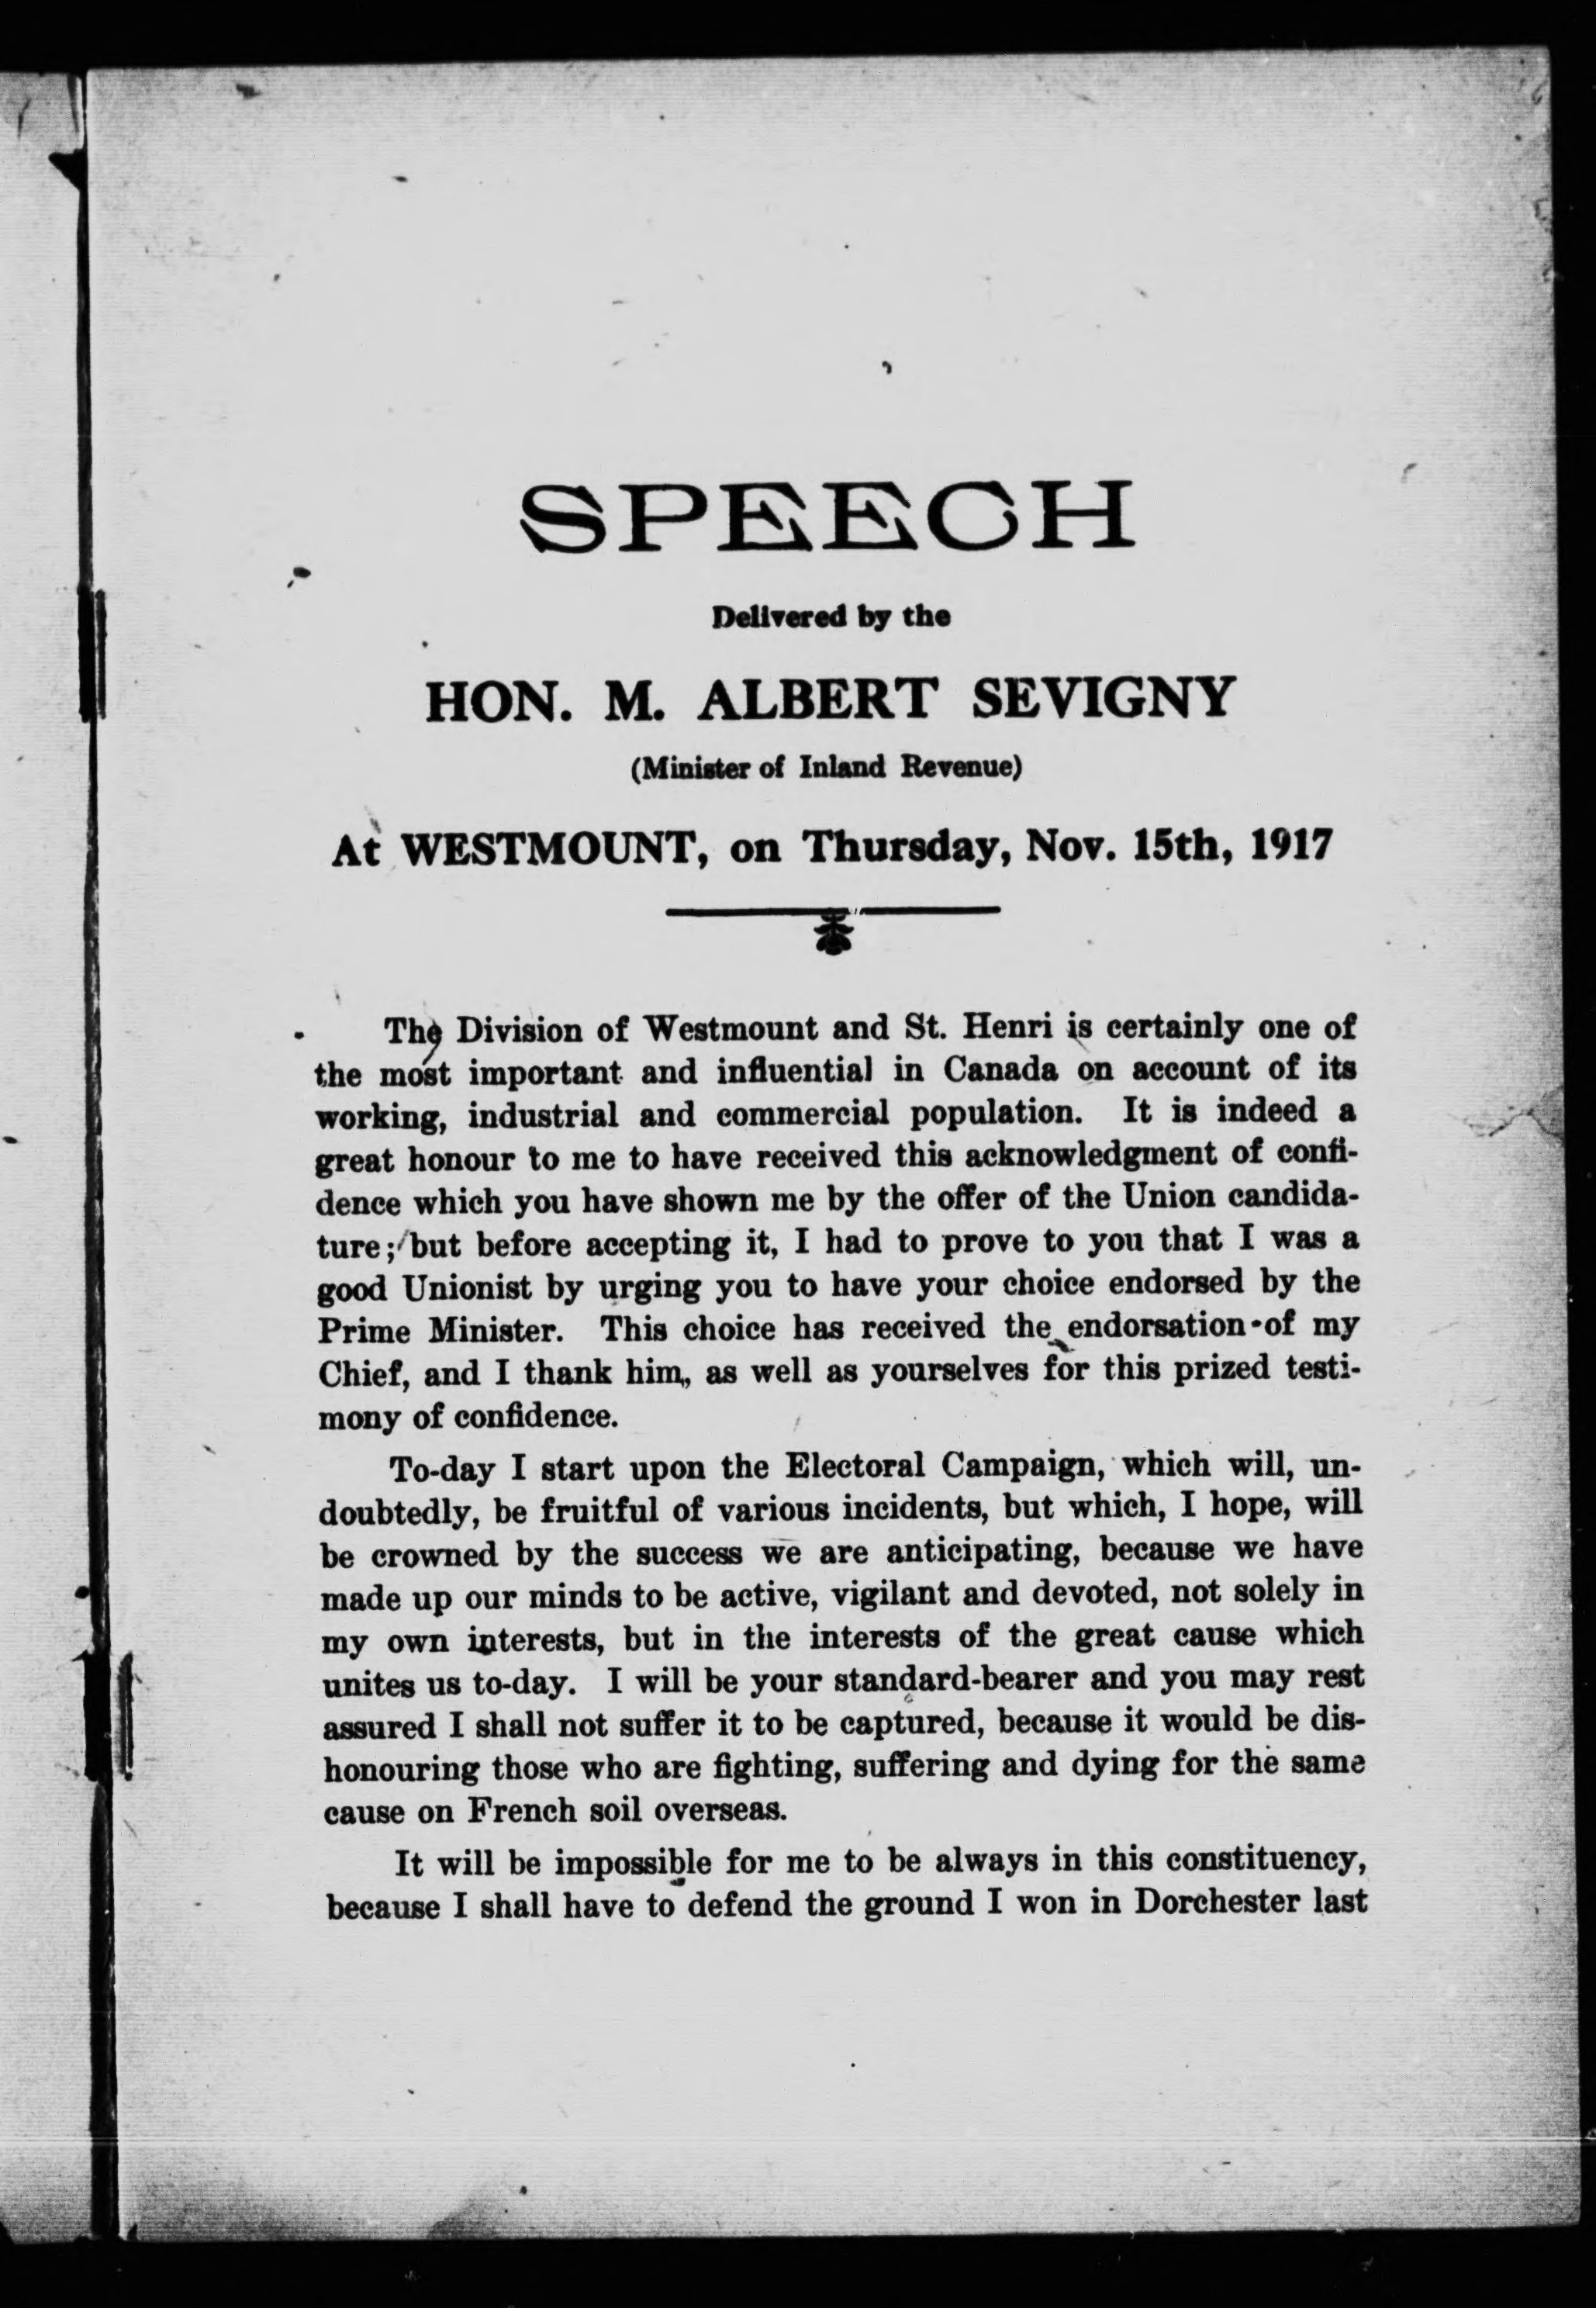 SPEECH
Delivered by the
HON. M. ALBERT SEVIGNY
(Minister of Inland Revenue)
At WESTMOUNT, on Thursday, Nov. 15th, 1917
The Division of Westmount and St. Henri is certainly one of
the most important and influential in Canada on account of its
working, industrial and commercial population. It is indeed a
great honour to me to have received this acknowledgment of confi-
dence which you have shown me by the offer of the Union candida-
ture; but before accepting it, I had to prove to you that I was a
good Unionist by urging you to have your choice endorsed by the
Prime Minister. This choice has received the endorsation of my
Chief, and I thank him, as well as yourselves for this prized testi-
mony of confidence.
To-day I start upon the Electoral Campaign, which will, un-
doubtedly, be fruitful of various incidents, but which, I hope, will
be crowned by the success we are anticipating, because we have
made up our minds to be active, vigilant and devoted, not solely in
my own interests, but in the interests of the great cause which
unites us to-day. I will be your standard-bearer and you may rest
assured I shall not suffer it to be captured, because it would be dis-
honouring those who are fighting, suffering and dying for the same
cause on French soil overseas.
It will be impossible for me to be always in this constituency,
because I shall have to defend the ground I won in Dorchester last